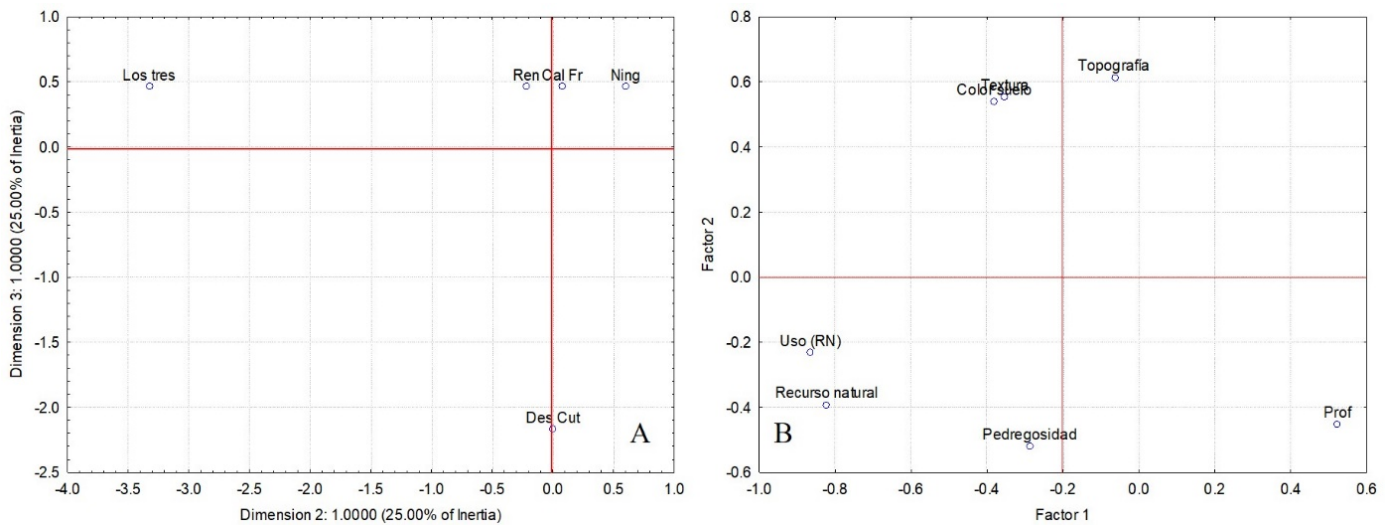 1.0
0.5
0.0
-0.5
-1.0
-1.5
-2.0
-2.5
Dimension 3: 1.0000 (25.00% of Inertia)
Los tres
Ren Cal Fr
Ning
Des Cut
A
-4.0 -3.5 -3.0 -2.5 -2.0 -1.5 -1.0 -0.5 0.0 0.5 1.0
Dimension 2: 1.0000 (25.00% of Inertia)
0.8
0.6
0.4
0.2
0.0
-0.2
-0.4
-0.6
Factor 2
Topografía
Textura
Color suelo
Uso (RN)
Recurso natural
Prof
Pedregosidad
B
-1.0 -0.8 -0.6 -0.4 -0.2 0.0 0.2 0.4 0.6
Factor 1